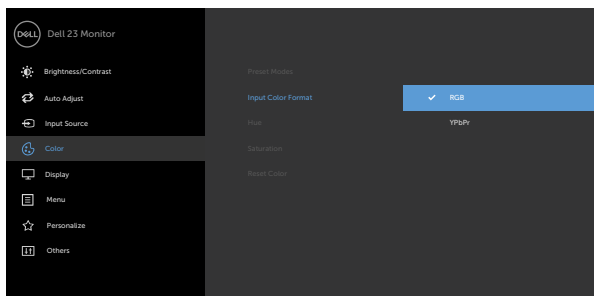 DELL Dell 23 Monitor
Brightness/Contrast
Auto Adjust
Input Source
Color
Display
Menu
Personalize
Others
Preset Modes
Input Color Format
Hue
Saturation
Reset Color
RGB
YPbPr